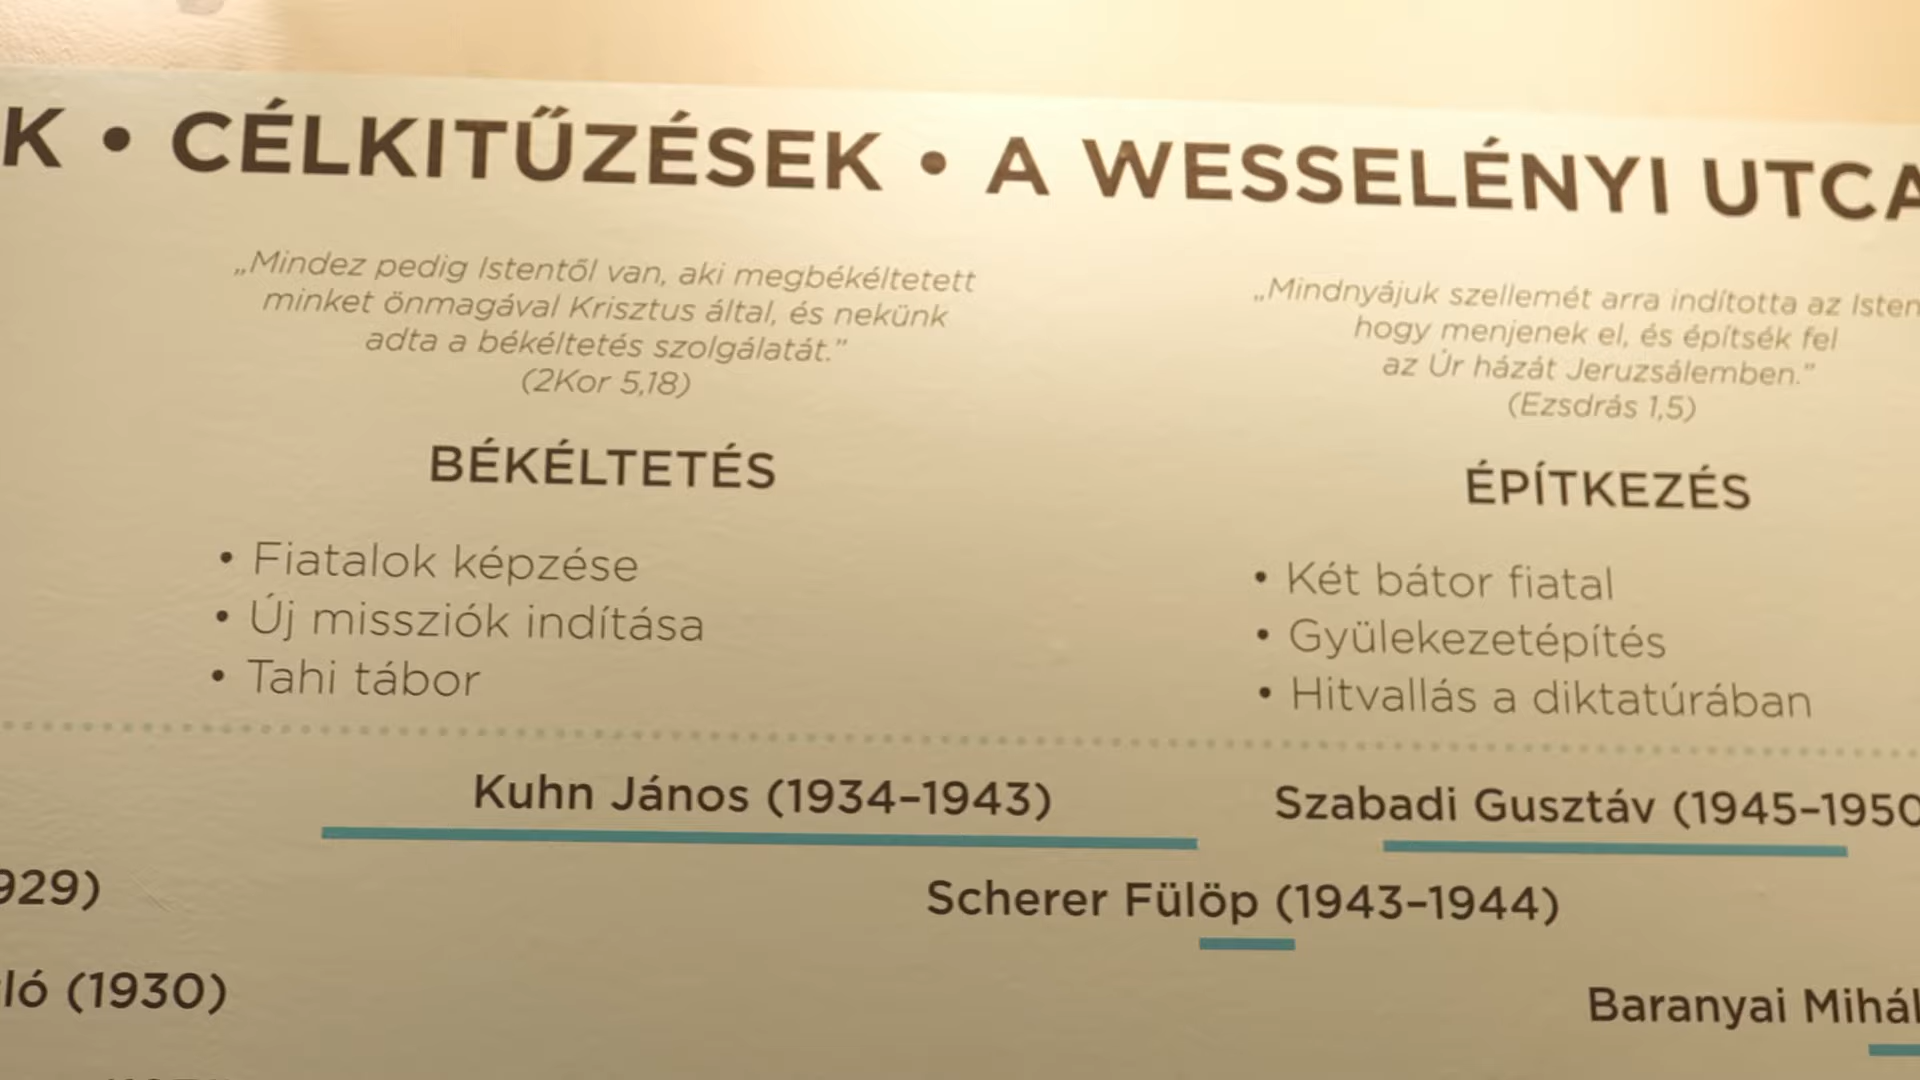 K • CÉLKITŰZÉSEK • A WESSELÉNYI UTCA
„Mindez pedig Istentől van, aki megbékéltetett
minket önmagával Krisztus által, és nekünk
adta a békéltetés szolgálatát.”
(2Kor 5,18)
BÉKÉLTETÉS
• Fiatalok képzése
• Új missziók indítása
• Tahi tábor
„Mindnyájuk szellemét arra indította az Isten
hogy menjenek el, és építsék fel
az Úr házát Jeruzsálemben.”
(Ezsdrás 1,5)
ÉPÍTKEZÉS
• Két bátor fiatal
• Gyülekezetépítés
• Hitvallás a diktatúrában
Kuhn János (1934–1943)
Szabadi Gusztáv (1945–1950
929)
Scherer Fülöp (1943–1944)
ló (1930)
Baranyai Mihál